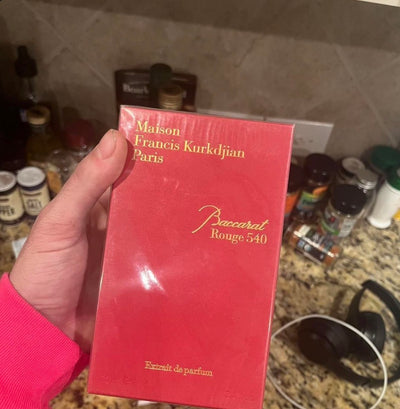 Maison
Francis Kurkdjian
Paris
Baccarat
Rouge 540
Extrait de parfum